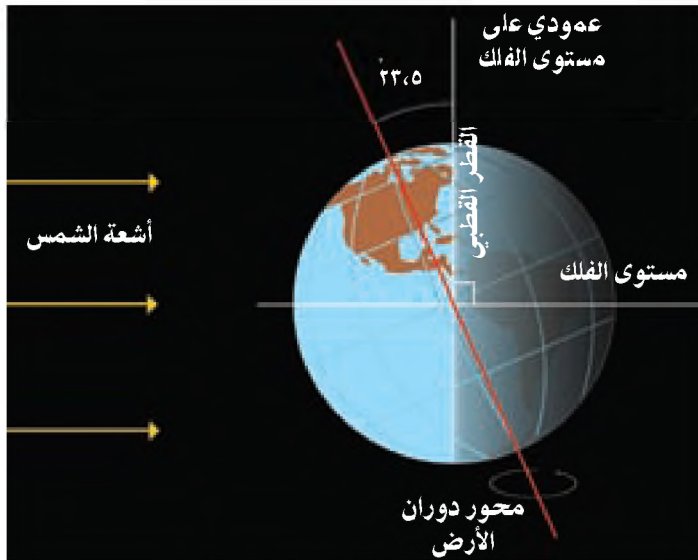 عمودي على
مستوى الفلك
٢٣،٥
القطر القطبي
أشعة الشمس
مستوى الفلك
محور دوران
الأرض